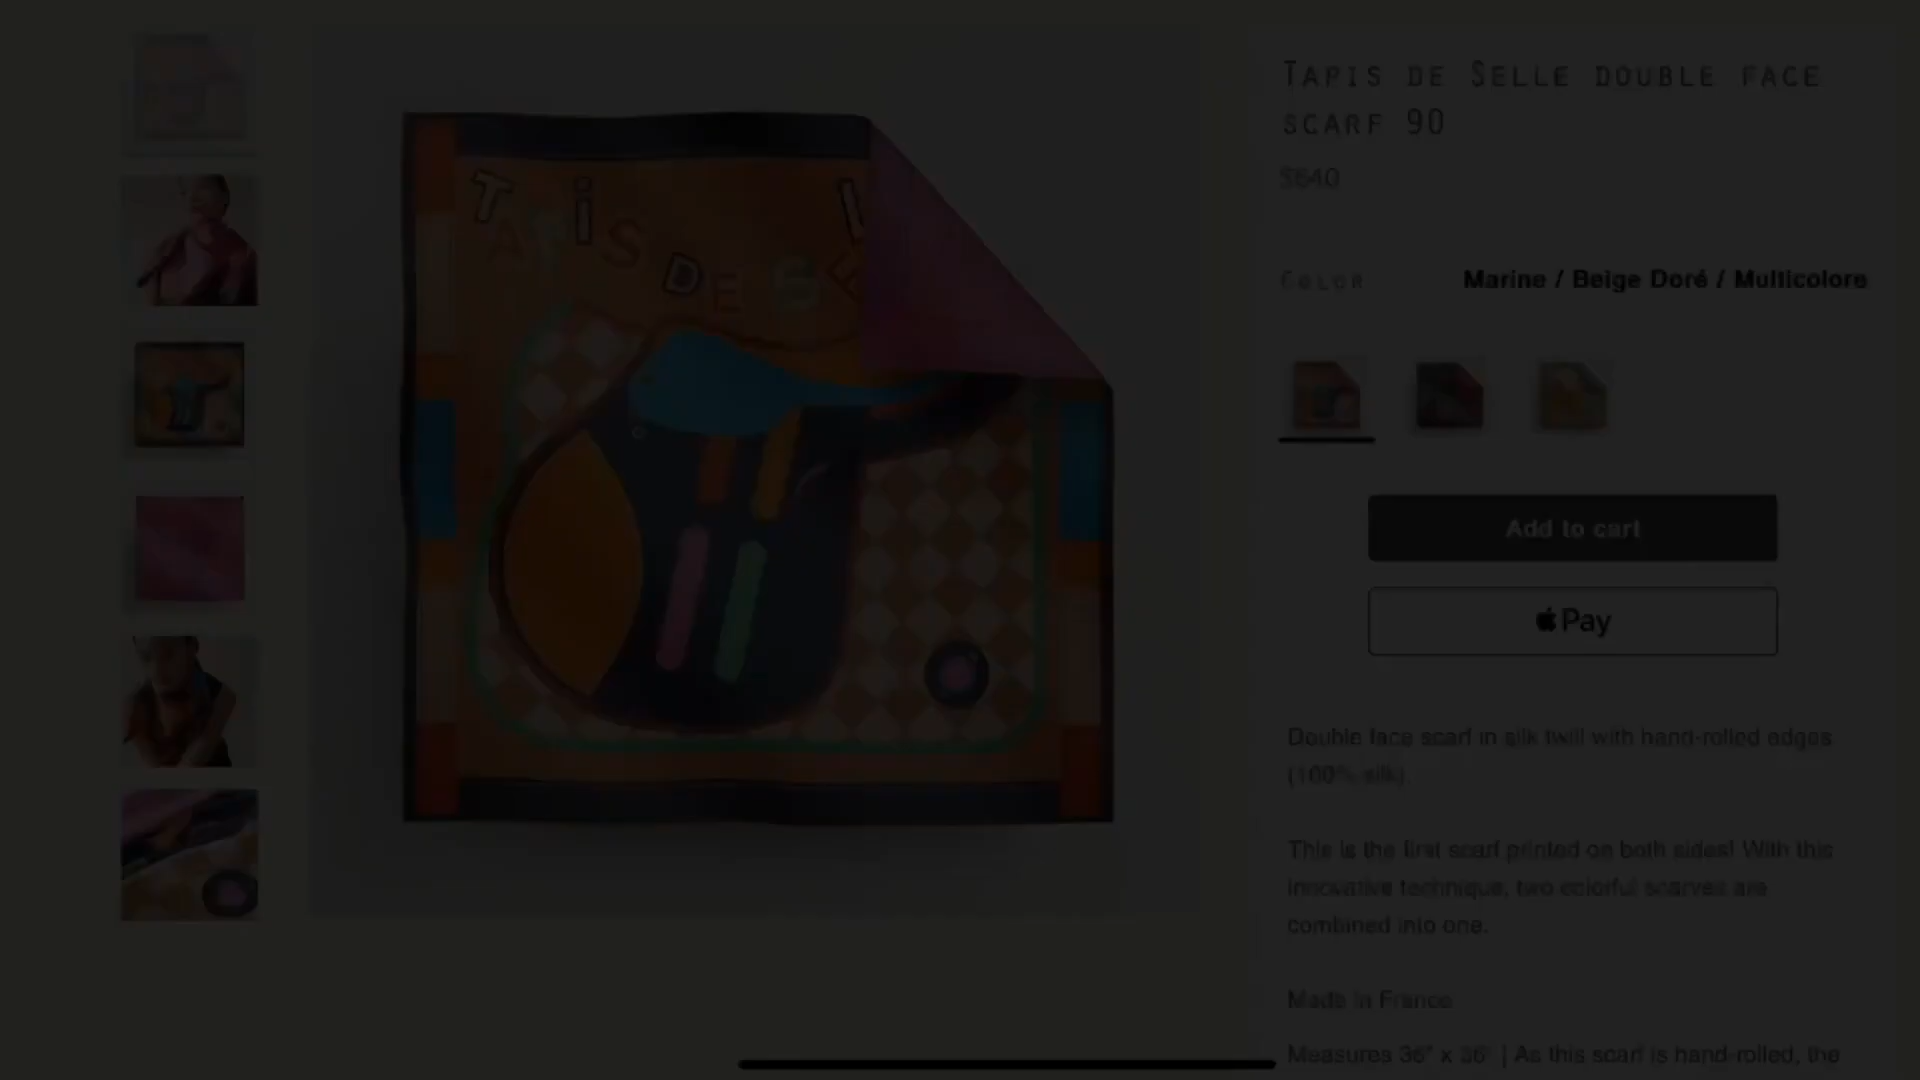 TAPIS DE SELLE DOUBLE FACE
SCARF 90
$640
COLOR
Marine / Beige Doré / Multicolore
TAPIS DE SE
Add to cart
Pay
Double face scarf in silk twill with hand-rolled edges
(100% silk)
This is the first scarf printed on both sides! With this
innovative technique, two colorful scarves are
combined into one.
Made in France
Measures 36" x 36" | As this scarf is hand-rolled, the